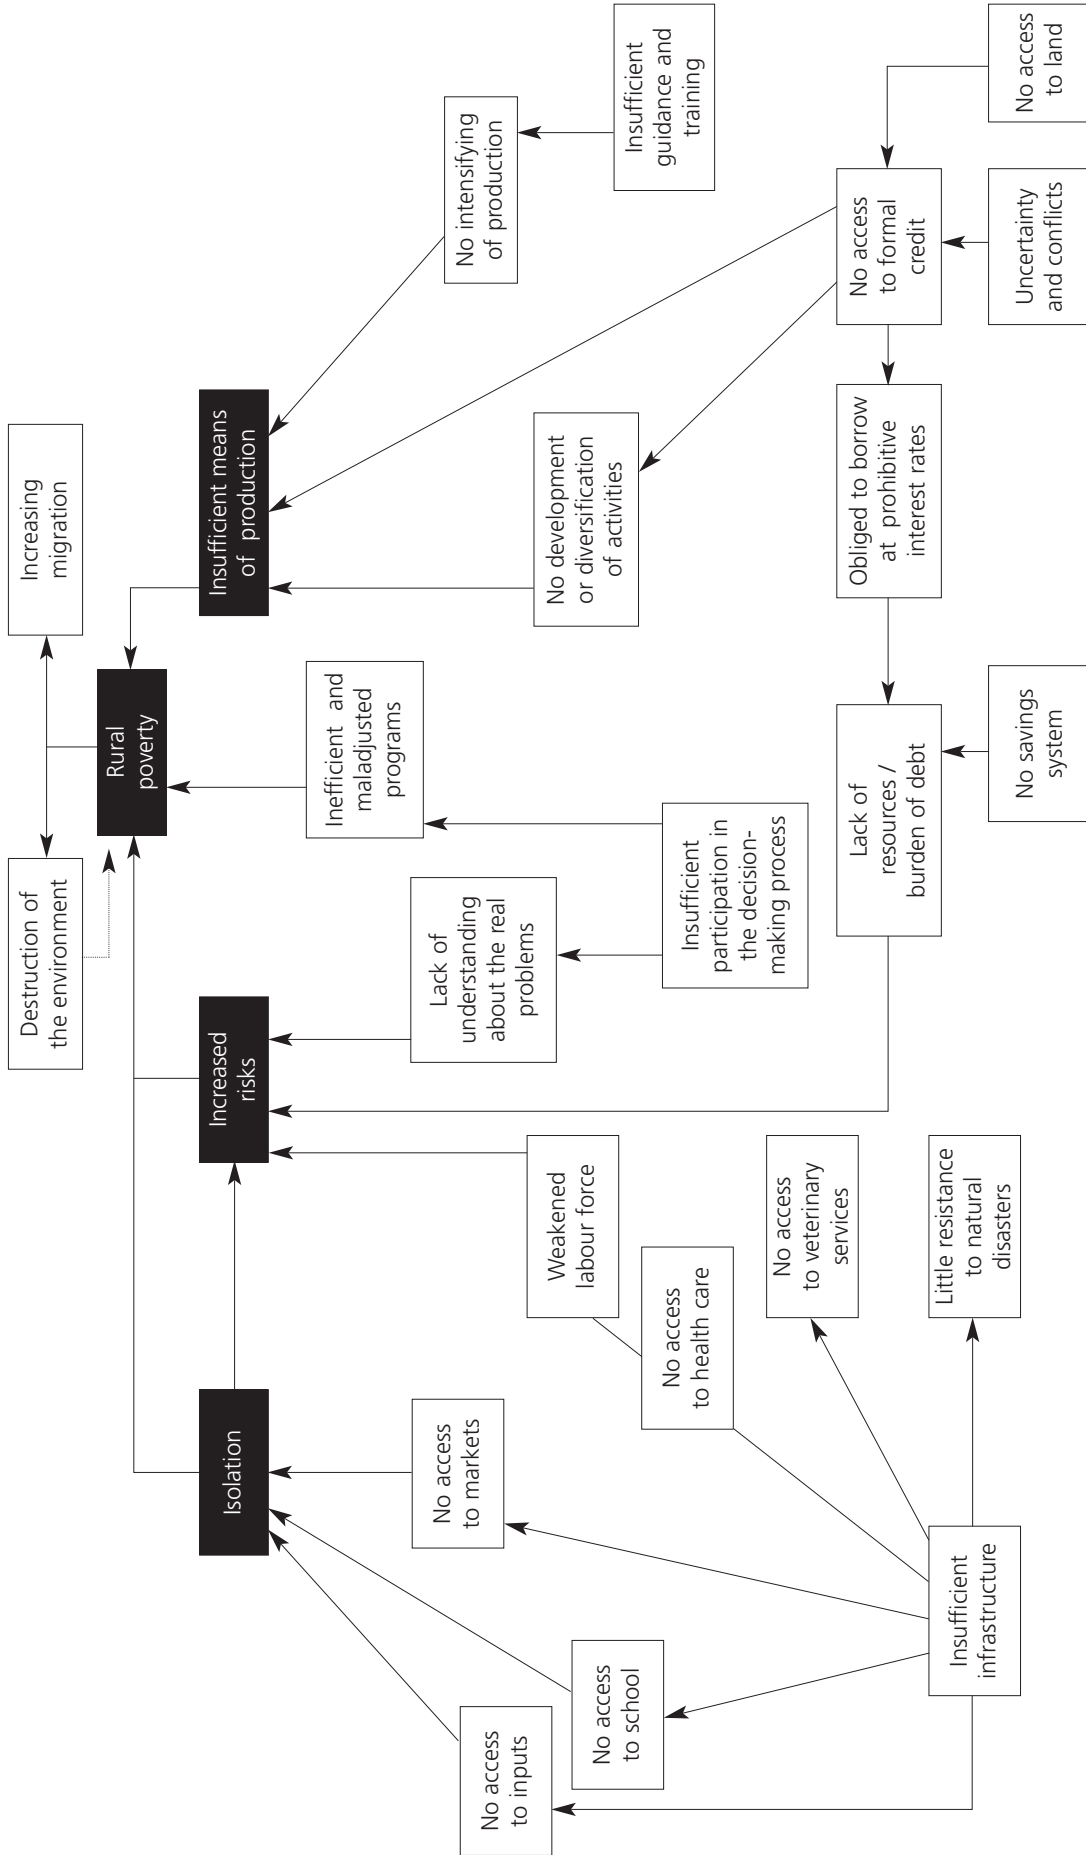 Destruction of
the environment
Increasing
migration
Rural
poverty
Isolation
Increased
risks
Insufficient means
of production
Inefficient and
maladjusted
programs
No access
to markets
Lack of
understanding
about the real
problems
No intensifying
of production
No access
to inputs
Weakened
labour force
No development
or diversification
of activities
No access
to school
Insufficient
guidance and
training
No access
to health care
Insufficient
participation in
the decision-
making process
No access
to veterinary
services
Lack of
resources /
burden of debt
Obliged to borrow
at prohibitive
interest rates
No access
to formal
credit
Insufficient
infrastructure
Little resistance
to natural
disasters
No savings
system
Uncertainty
and conflicts
No access
to land